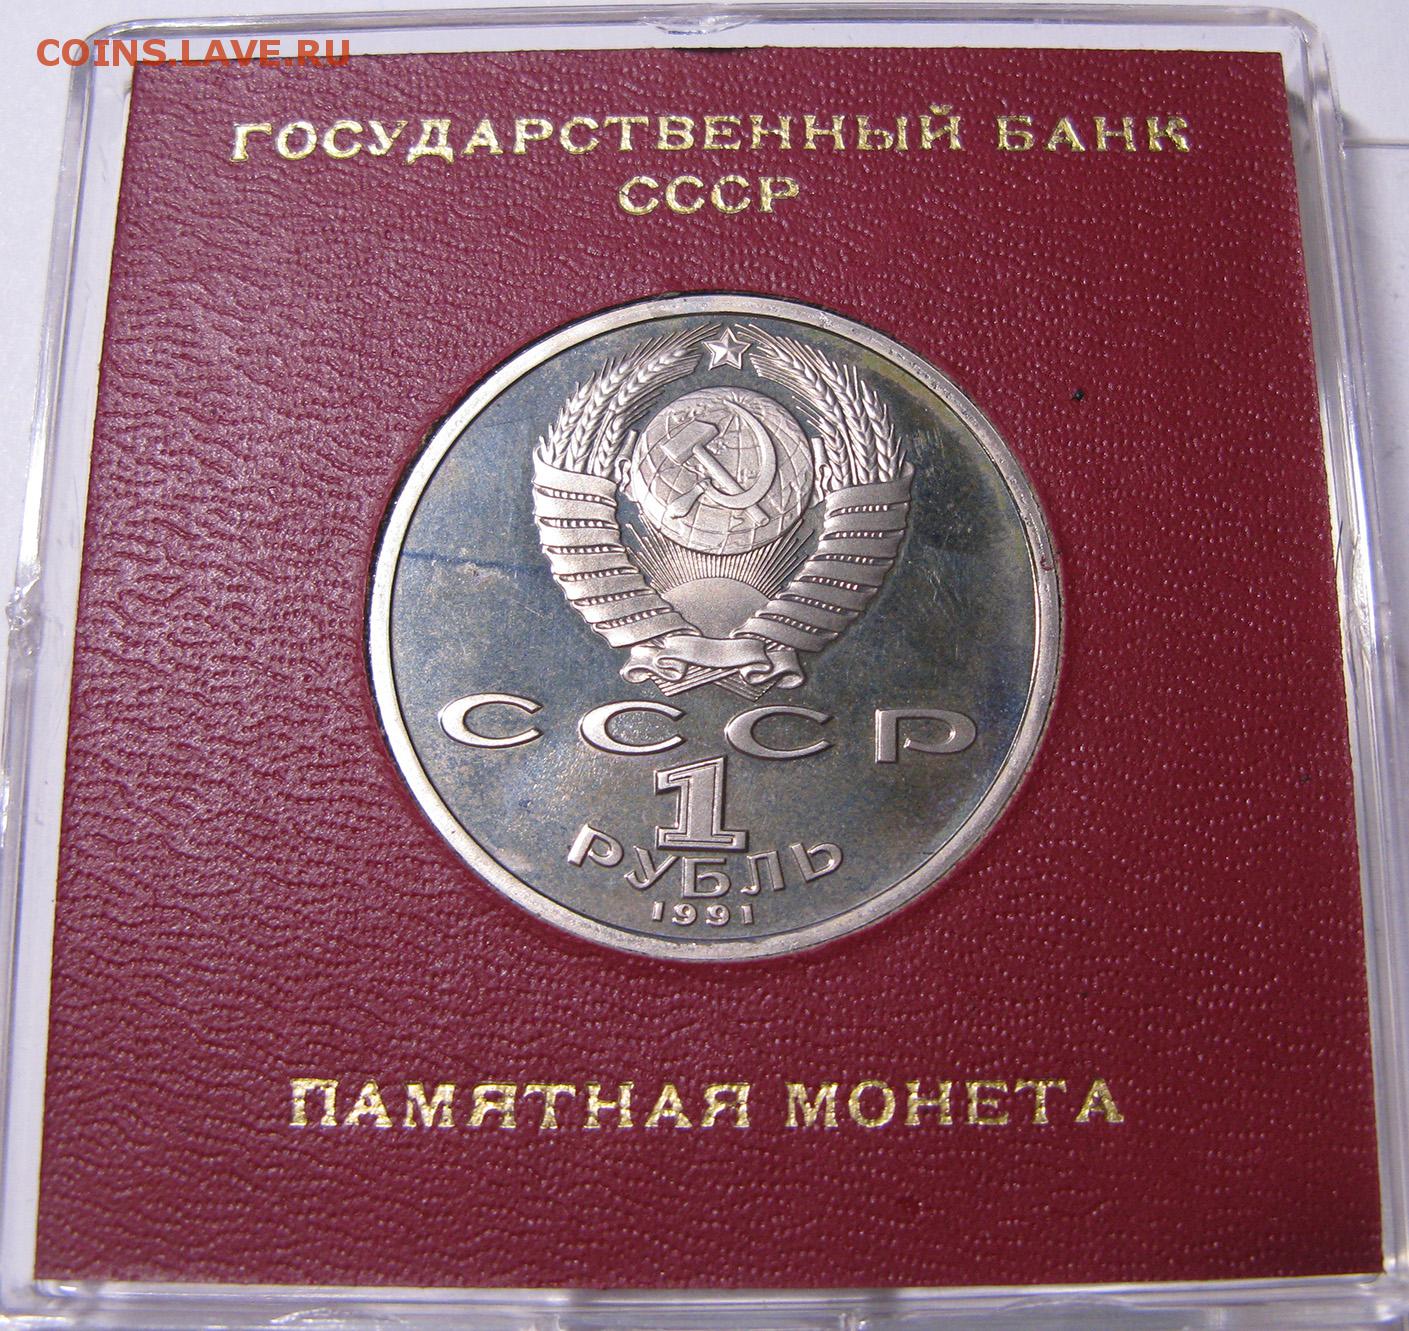 COINS.LAVE.RU
ГОСУДАРСТВЕННЫЙ БАНК
СССР
СССР
1
РУБЛЬ
1991
ПАМЯТНАЯ МОНЕТА